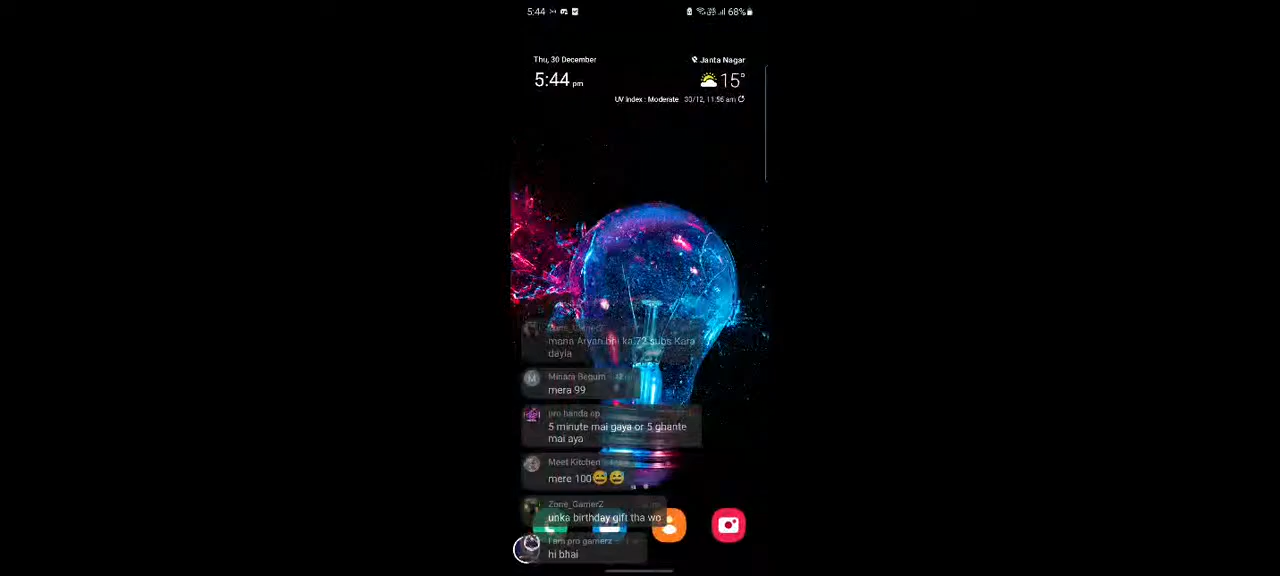 5:44
68%
Thu, 30 December
Janta Nagar
5:44 pm
15°
UV Index : Moderate 30/12, 11:56 am
Zone_GamerZ
mana Aryan bhi ka 72 subs Kara
dayla
Miniara Begum
mera 99
pro handa op
5 minute mai gaya or 5 ghante
mai aya
Meet Kitchen
mere 100😅😅
Zone_GamerZ
unka birthday gift tha wo
I am pro gamerz
hi bhai